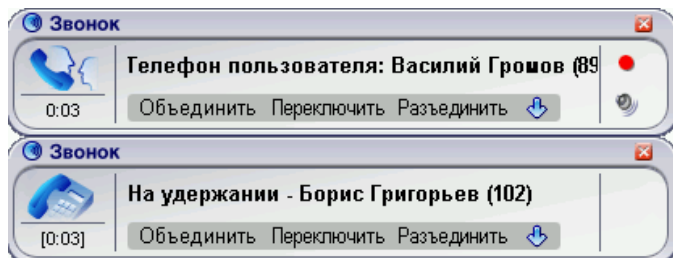 Звонок
Телефон пользователя: Василий Громов (89
0:03
Объединить Переключить Разъединить
Звонок
На удержании - Борис Григорьев (102)
[0:03]
Объединить Переключить Разъединить